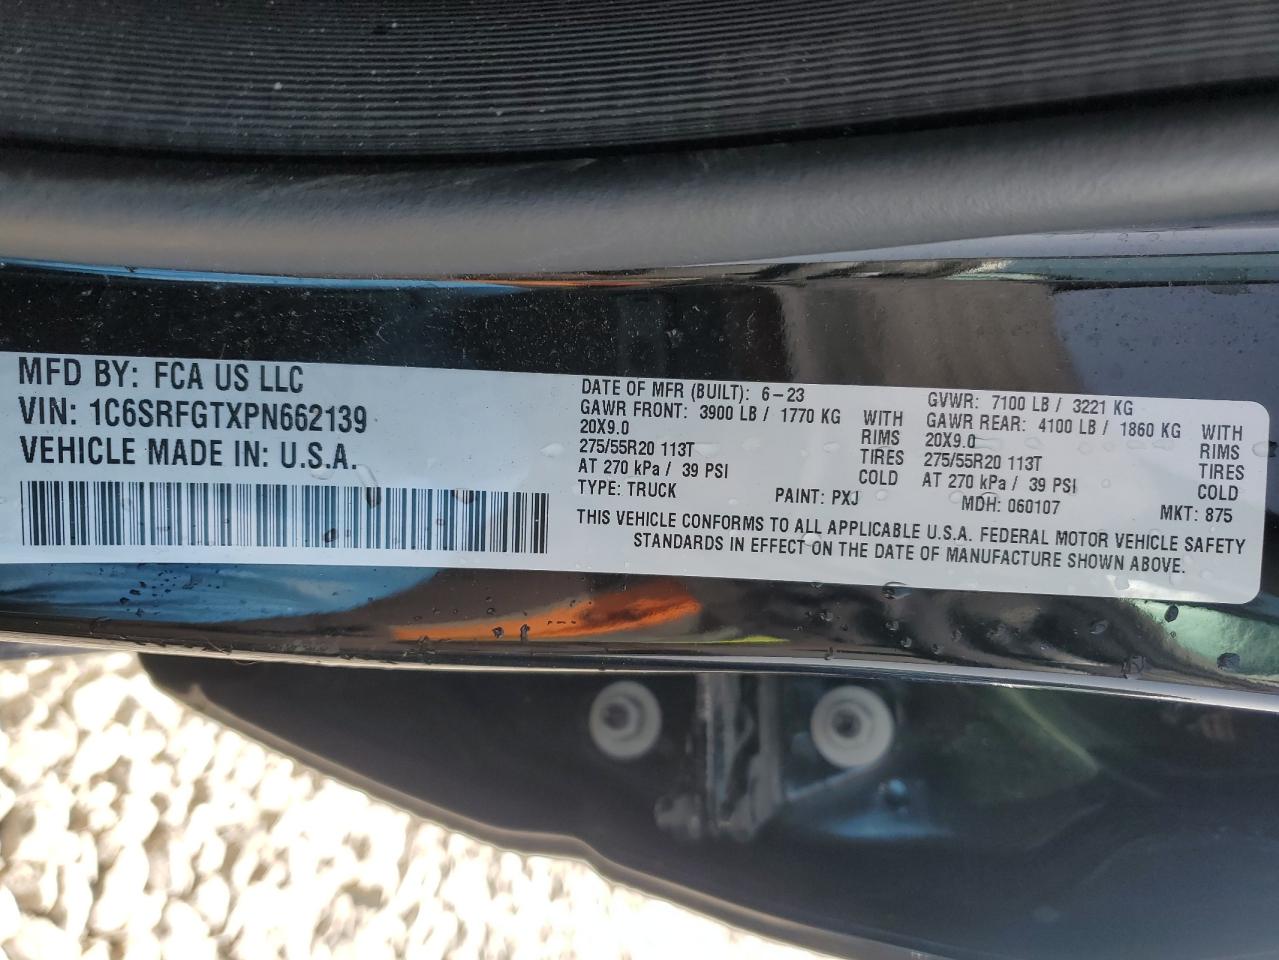 MFD BY: FCA US LLC
VIN: 1C6SRFGTXPN662139
VEHICLE MADE IN: U.S.A.
DATE OF MFR (BUILT): 6-23 GVWR: 7100 LB / 3221 KG
GAWR FRONT: 3900 LB / 1770 KG WITH GAWR REAR: 4100 LB / 1860 KG WITH
20X9.0 RIMS 20X9.0 RIMS
275/55R20 113T TIRES 275/55R20 113T TIRES
AT 270 kPa / 39 PSI COLD AT 270 kPa / 39 PSI COLD
TYPE: TRUCK PAINT: PXJ MDH: 060107 MKT: 875
THIS VEHICLE CONFORMS TO ALL APPLICABLE U.S.A. FEDERAL MOTOR VEHICLE SAFETY
STANDARDS IN EFFECT ON THE DATE OF MANUFACTURE SHOWN ABOVE.